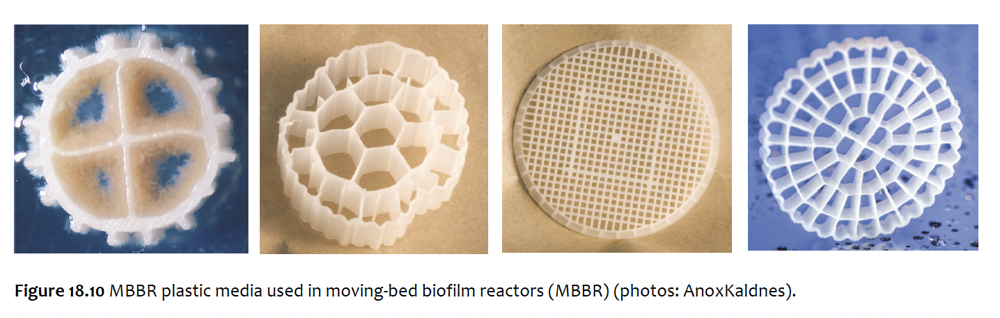 Figure 18.10 MBBR plastic media used in moving-bed biofilm reactors (MBBR) (photos: AnoxKaldnes).